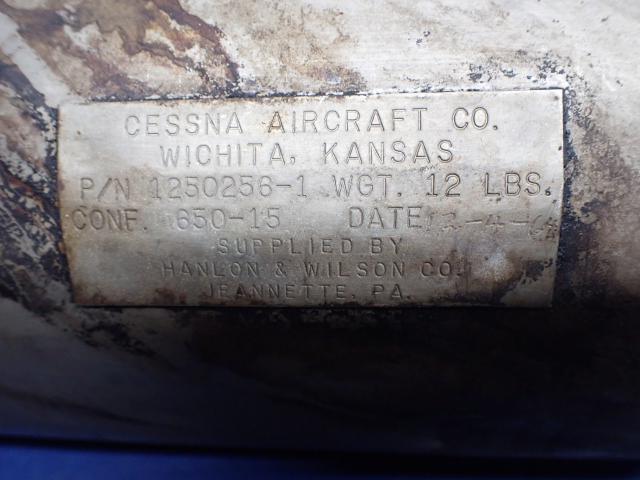 CESSNA AIRCRAFT CO.
WICHITA, KANSAS
P/N 1250256-1 WGT. 12 LBS.
CONF. 650-15 DATE
SUPPLIED BY
HANLON & WILSON CO.
JEANNETTE, PA.